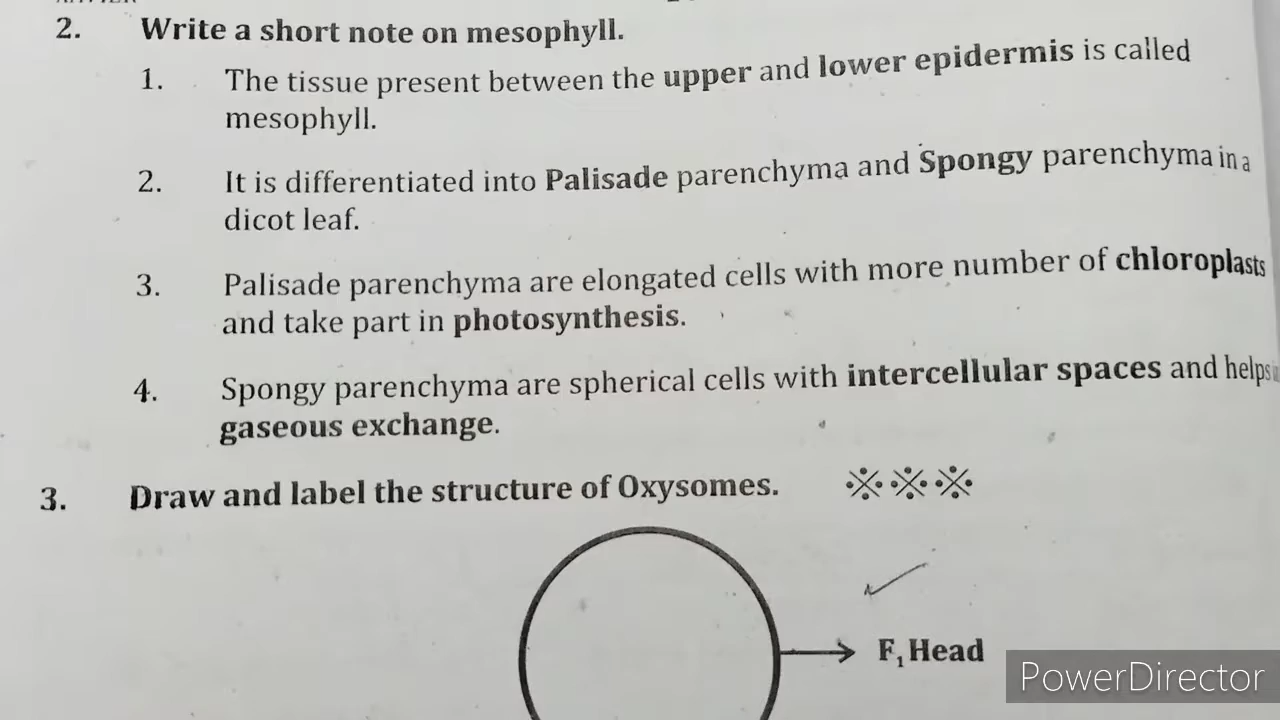 2. Write a short note on mesophyll.
1. The tissue present between the upper and lower epidermis is called
mesophyll.
2. It is differentiated into Palisade parenchyma and Spongy parenchyma in a
dicot leaf.
3. Palisade parenchyma are elongated cells with more number of chloroplasts
and take part in photosynthesis.
4. Spongy parenchyma are spherical cells with intercellular spaces and helps
gaseous exchange.
3. Draw and label the structure of Oxysomes. ※※※
F₁ Head
PowerDirector